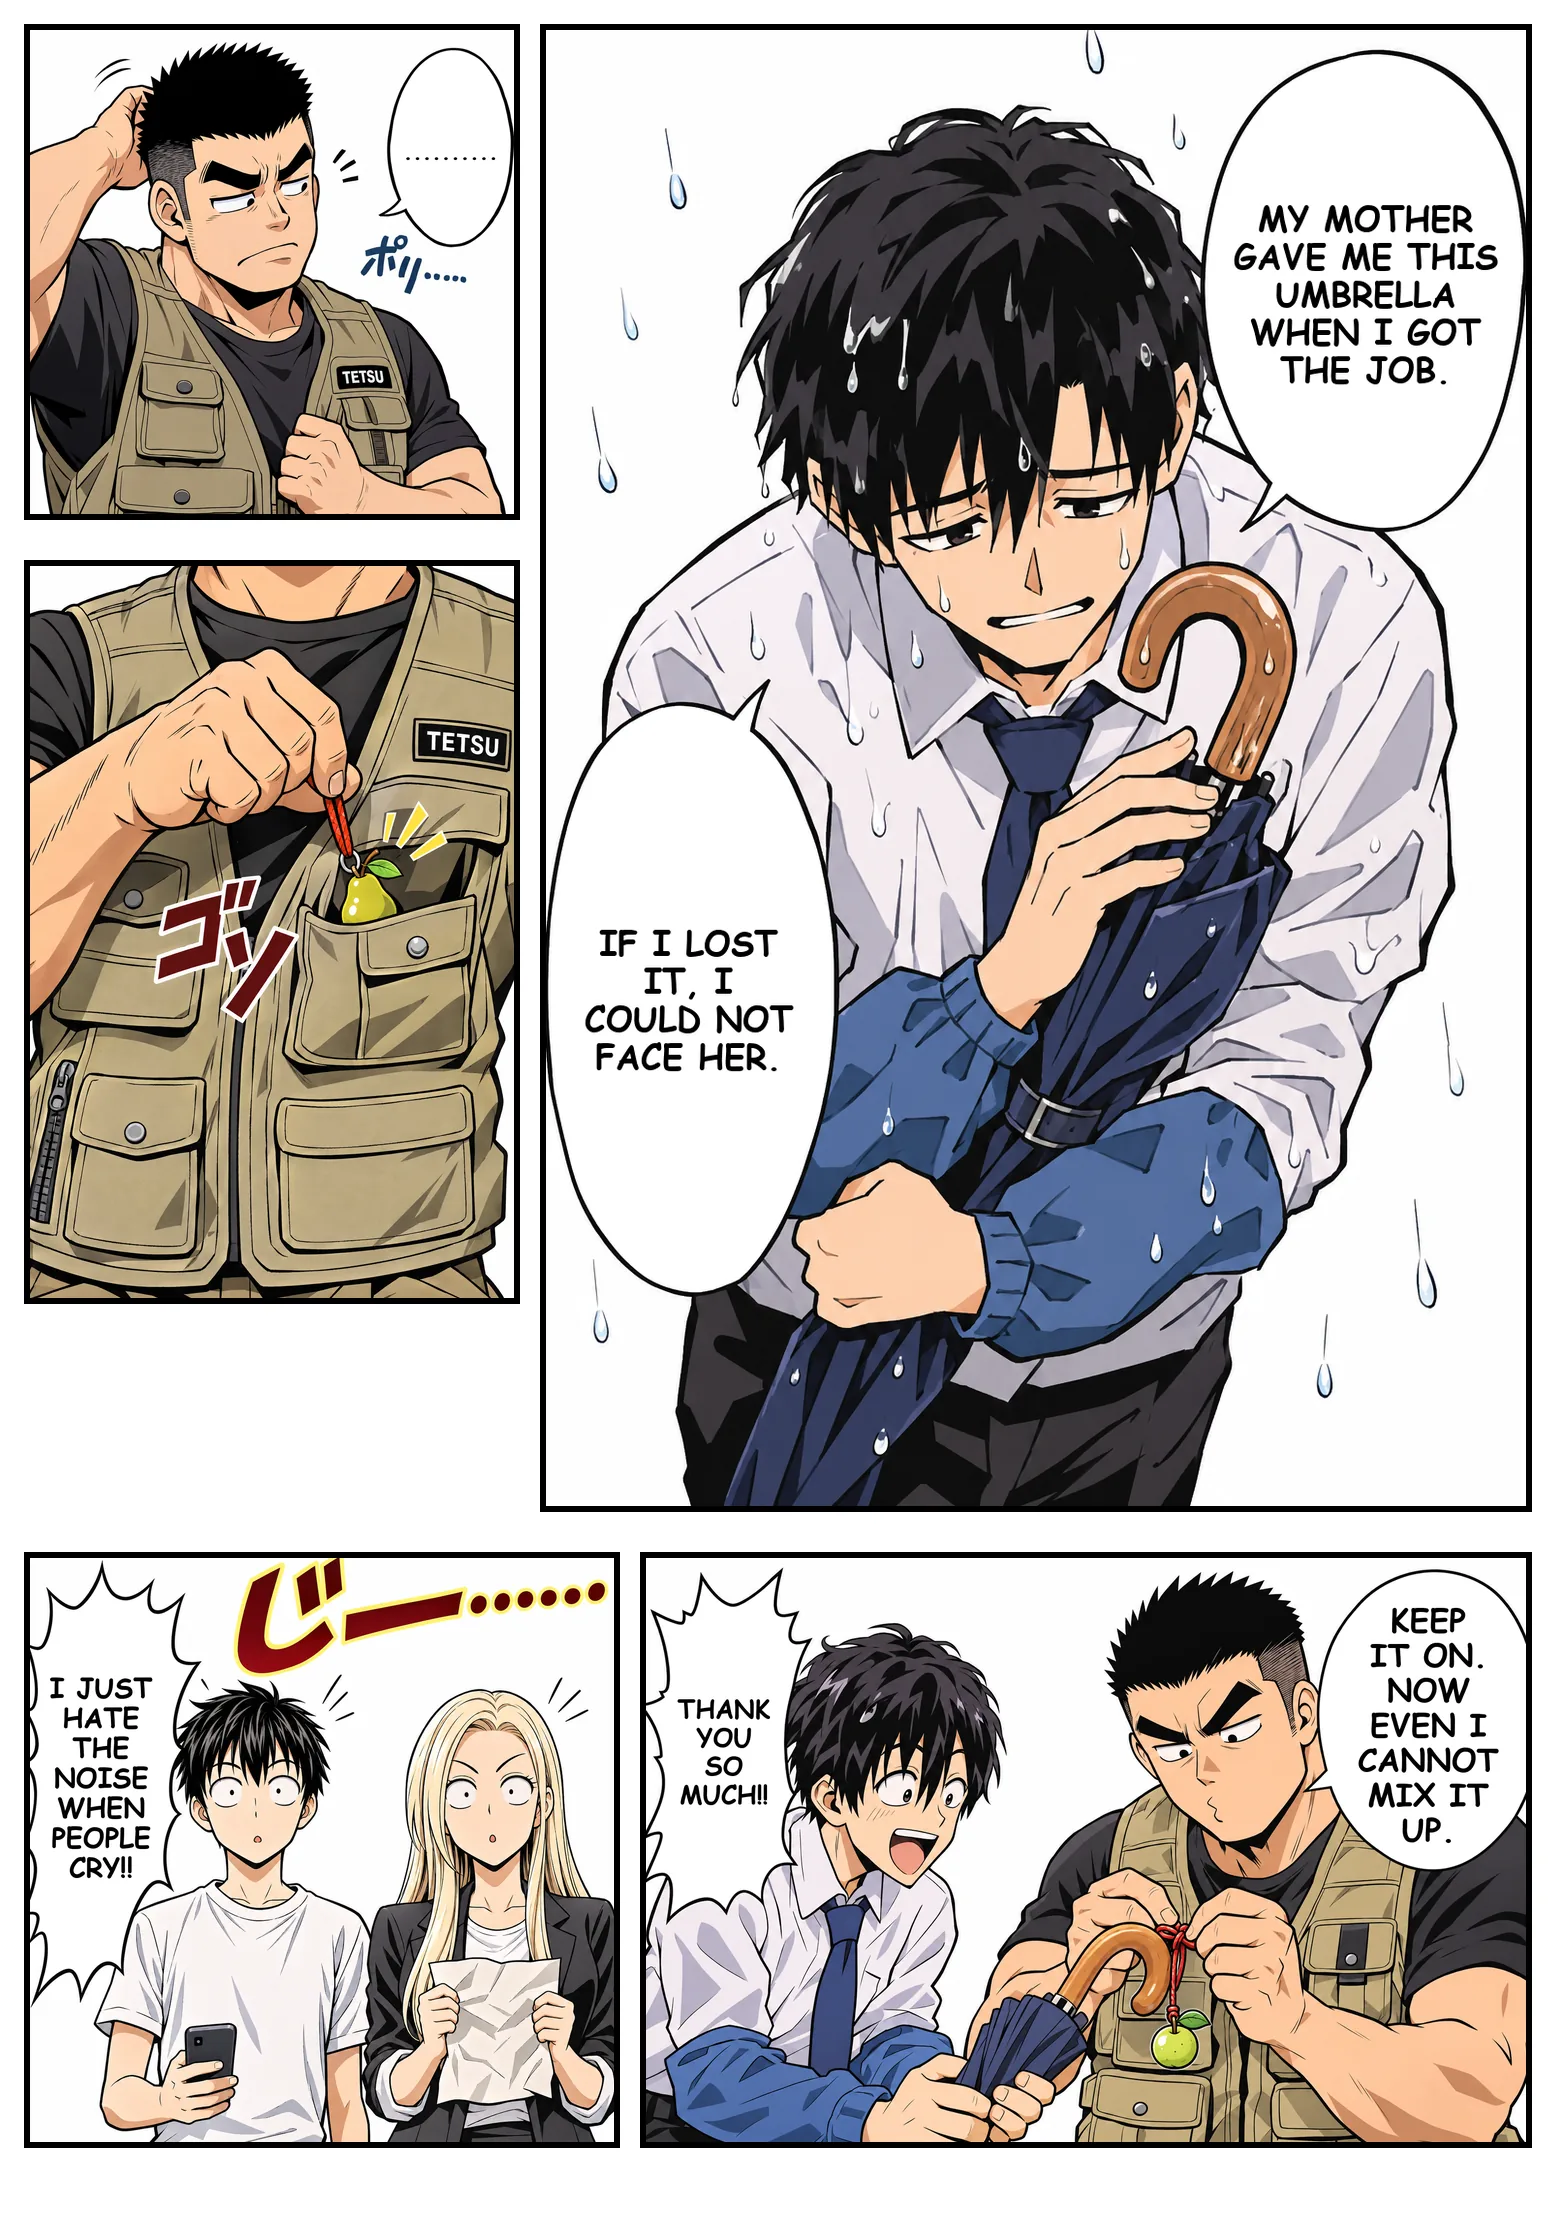 MY MOTHER
GAVE ME THIS
UMBRELLA
WHEN I GOT
THE JOB.
IF I LOST
IT, I
COULD NOT
FACE HER.
..........
ポリ……
TETSU
TETSU
ゴソ
KEEP
IT ON.
NOW
EVEN I
CANNOT
MIX IT
UP.
THANK
YOU
SO
MUCH!!
じー……
I JUST
HATE
THE
NOISE
WHEN
PEOPLE
CRY!!